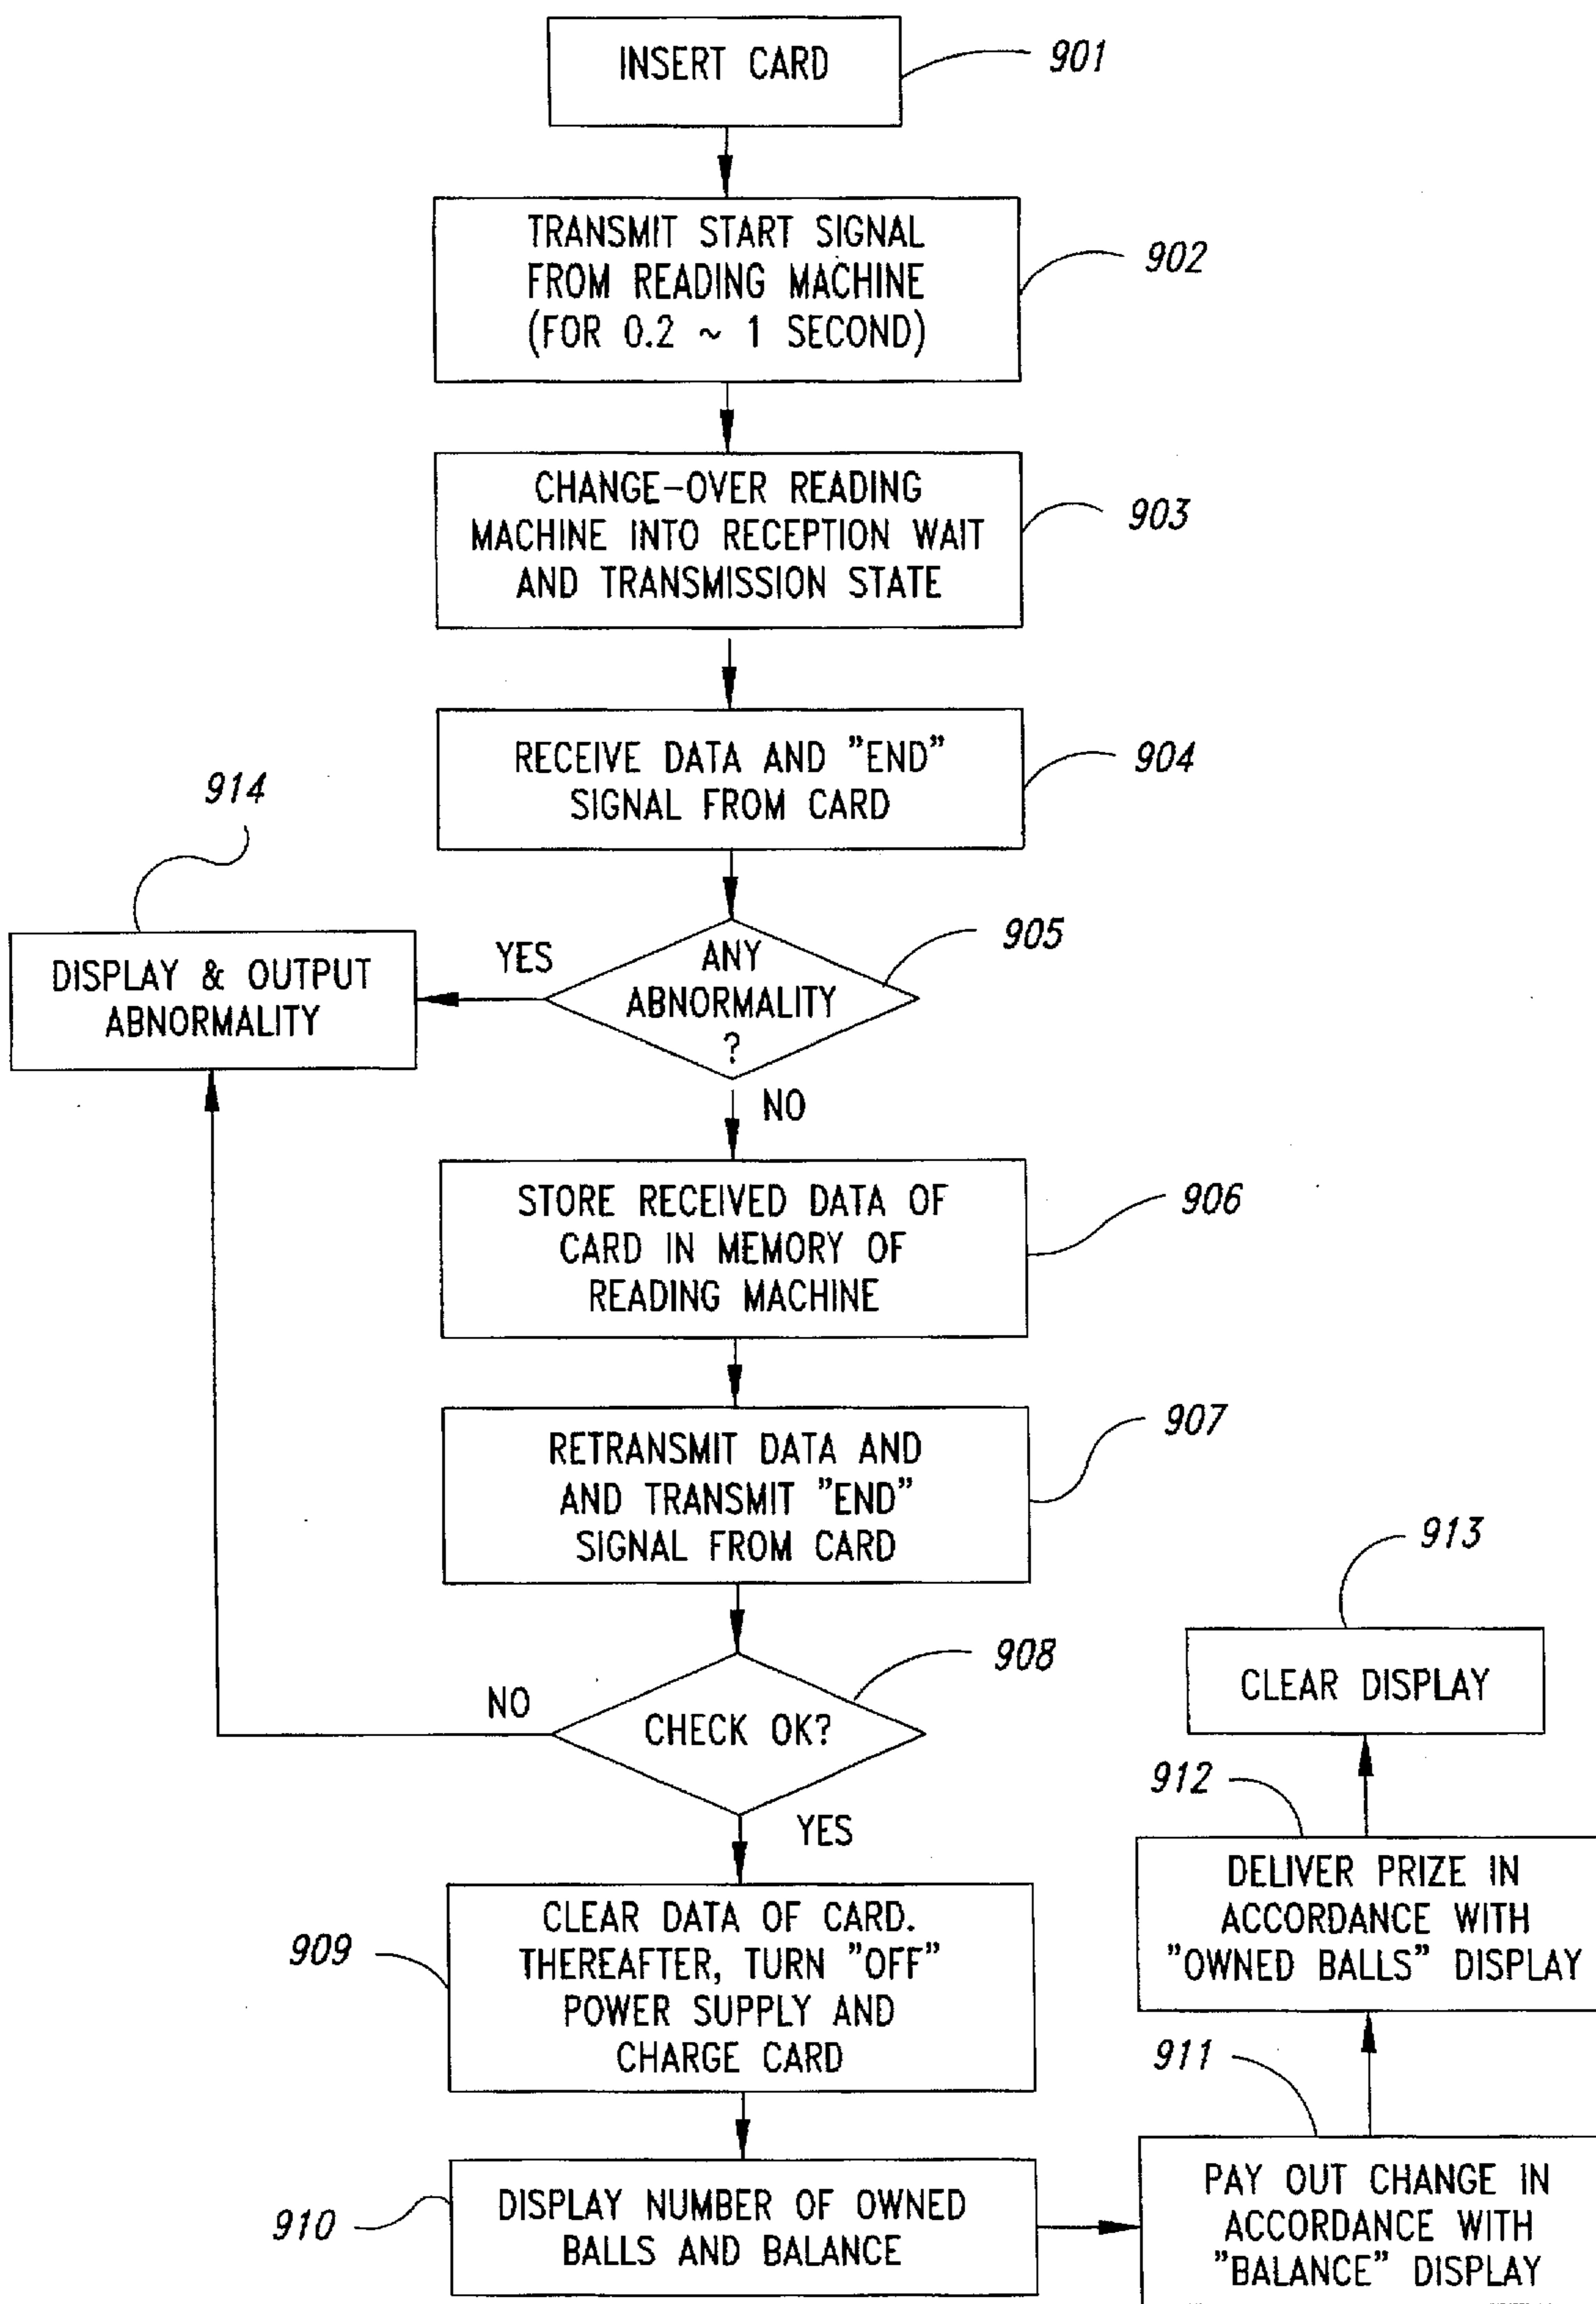 INSERT CARD
901
TRANSMIT START SIGNAL
FROM READING MACHINE
(FOR 0.2 ~ 1 SECOND)
902
CHANGE-OVER READING
MACHINE INTO RECEPTION WAIT
AND TRANSMISSION STATE
903
RECEIVE DATA AND "END"
SIGNAL FROM CARD
904
914
DISPLAY & OUTPUT
ABNORMALITY
YES
ANY
ABNORMALITY
?
905
NO
STORE RECEIVED DATA OF
CARD IN MEMORY OF
READING MACHINE
906
RETRANSMIT DATA AND
AND TRANSMIT "END"
SIGNAL FROM CARD
907
NO
CHECK OK?
908
YES
909
CLEAR DATA OF CARD.
THEREAFTER, TURN "OFF"
POWER SUPPLY AND
CHARGE CARD
910
DISPLAY NUMBER OF OWNED
BALLS AND BALANCE
911
PAY OUT CHANGE IN
ACCORDANCE WITH
"BALANCE" DISPLAY
912
DELIVER PRIZE IN
ACCORDANCE WITH
"OWNED BALLS" DISPLAY
913
CLEAR DISPLAY